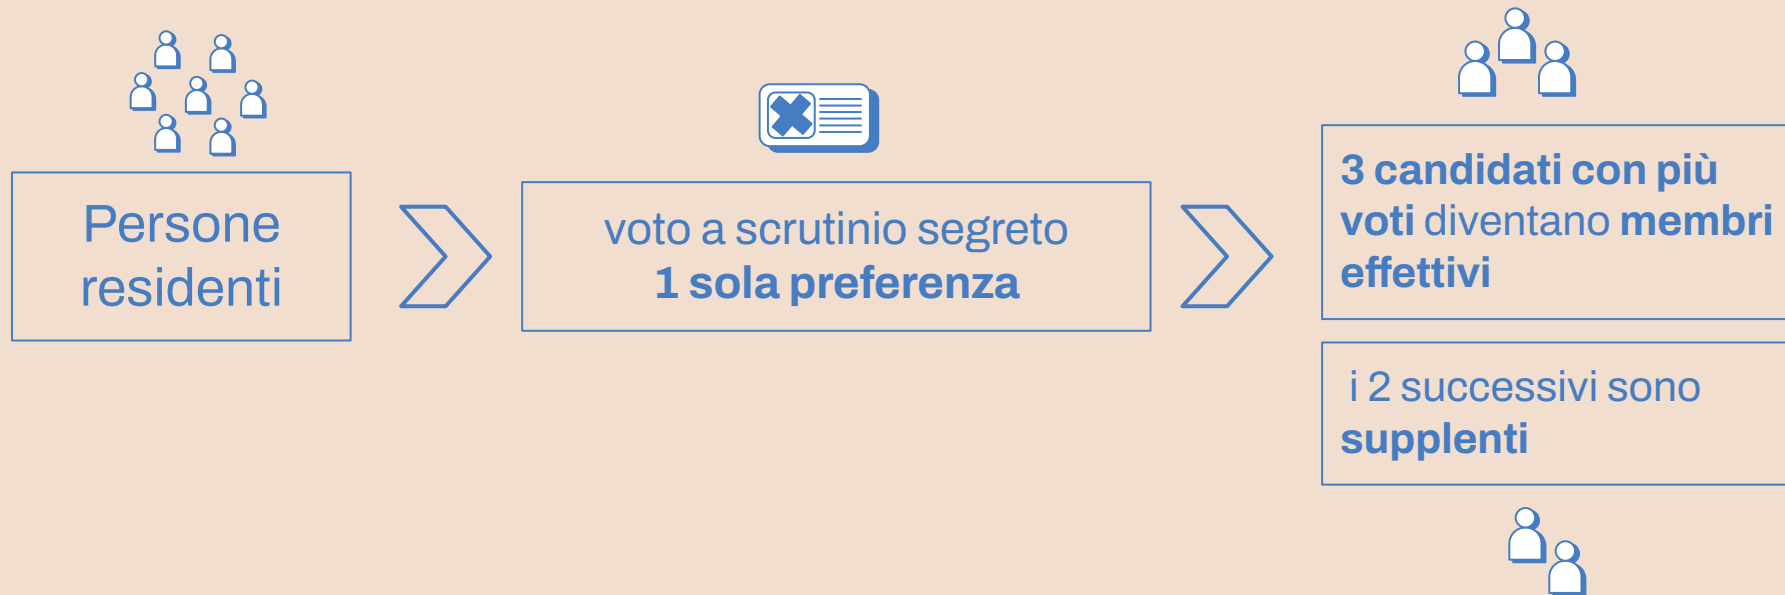 Persone
residenti
voto a scrutinio segreto
1 sola preferenza
3 candidati con più
voti diventano membri
effettivi
i 2 successivi sono
supplenti